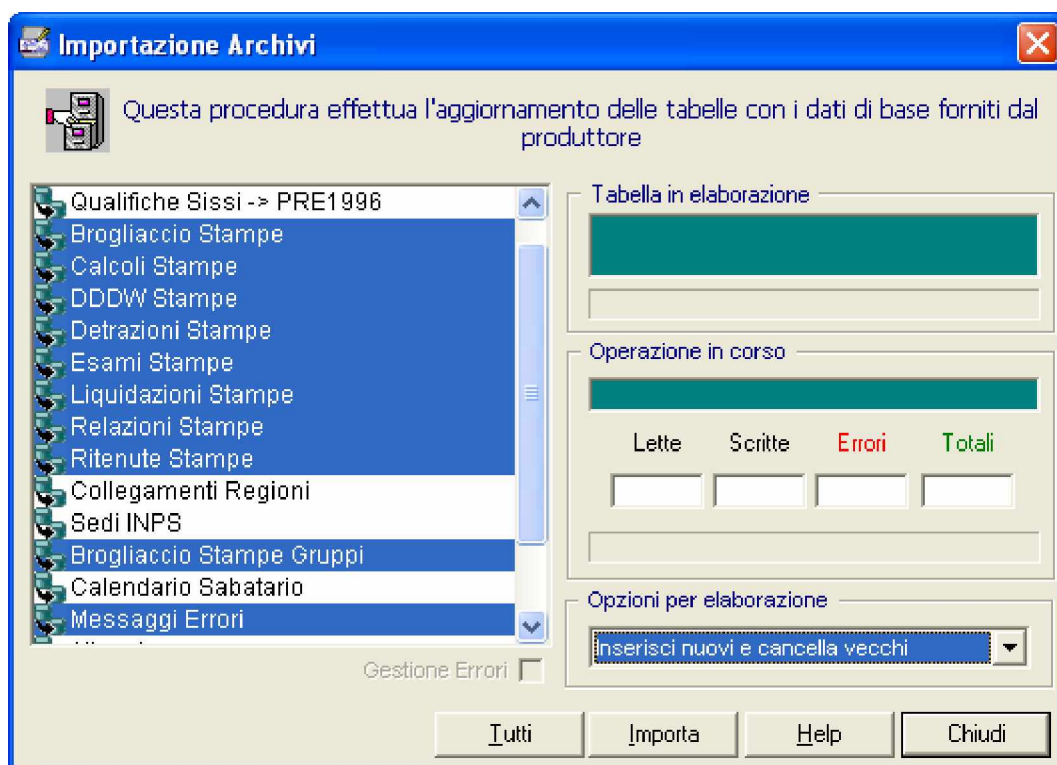 Importazione Archivi
Questa procedura effettua l'aggiornamento delle tabelle con i dati di base forniti dal
produttore
Qualifiche Sissi -> PRE1996
Brogliaccio Stampe
Calcoli Stampe
DDDW Stampe
Detrazioni Stampe
Esami Stampe
Liquidazioni Stampe
Relazioni Stampe
Ritenute Stampe
Collegamenti Regioni
Sedi INPS
Brogliaccio Stampe Gruppi
Calendario Sabatario
Messaggi Errori
Gestione Errori
Tabella in elaborazione
Operazione in corso
Lette Scritte Errori Totali
Opzioni per elaborazione
Inserisci nuovi e cancella vecchi
Tutti Importa Help Chiudi